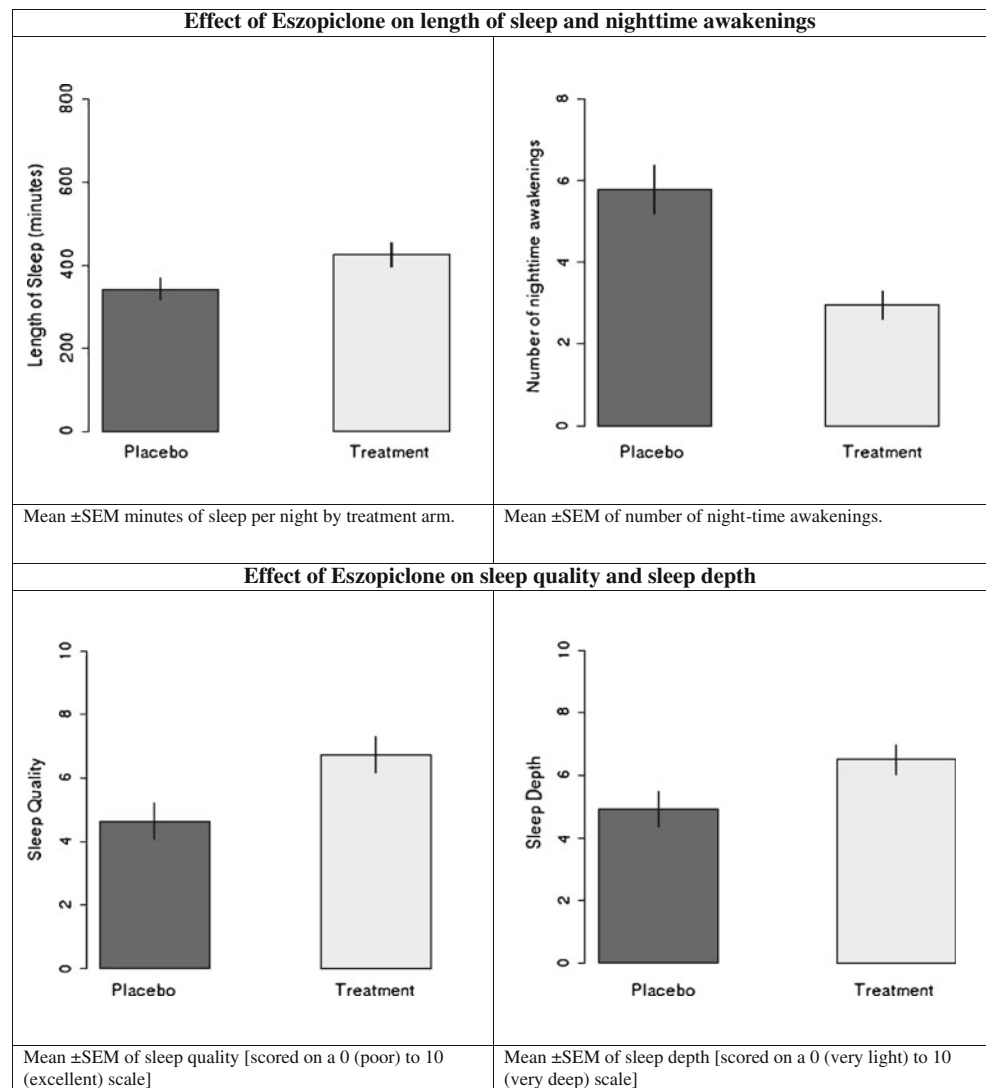 Effect of Eszopiclone on length of sleep and nighttime awakenings
Length of Sleep (minutes)
800
600
400
200
0
Placebo
Treatment
Number of nighttime awakenings
8
6
4
2
0
Placebo
Treatment
Mean ±SEM minutes of sleep per night by treatment arm.
Mean ±SEM of number of night-time awakenings.
Effect of Eszopiclone on sleep quality and sleep depth
Sleep Quality
10
8
6
4
2
0
Placebo
Treatment
Sleep Depth
10
8
6
4
2
0
Placebo
Treatment
Mean ±SEM of sleep quality [scored on a 0 (poor) to 10
(excellent) scale]
Mean ±SEM of sleep depth [scored on a 0 (very light) to 10
(very deep) scale]